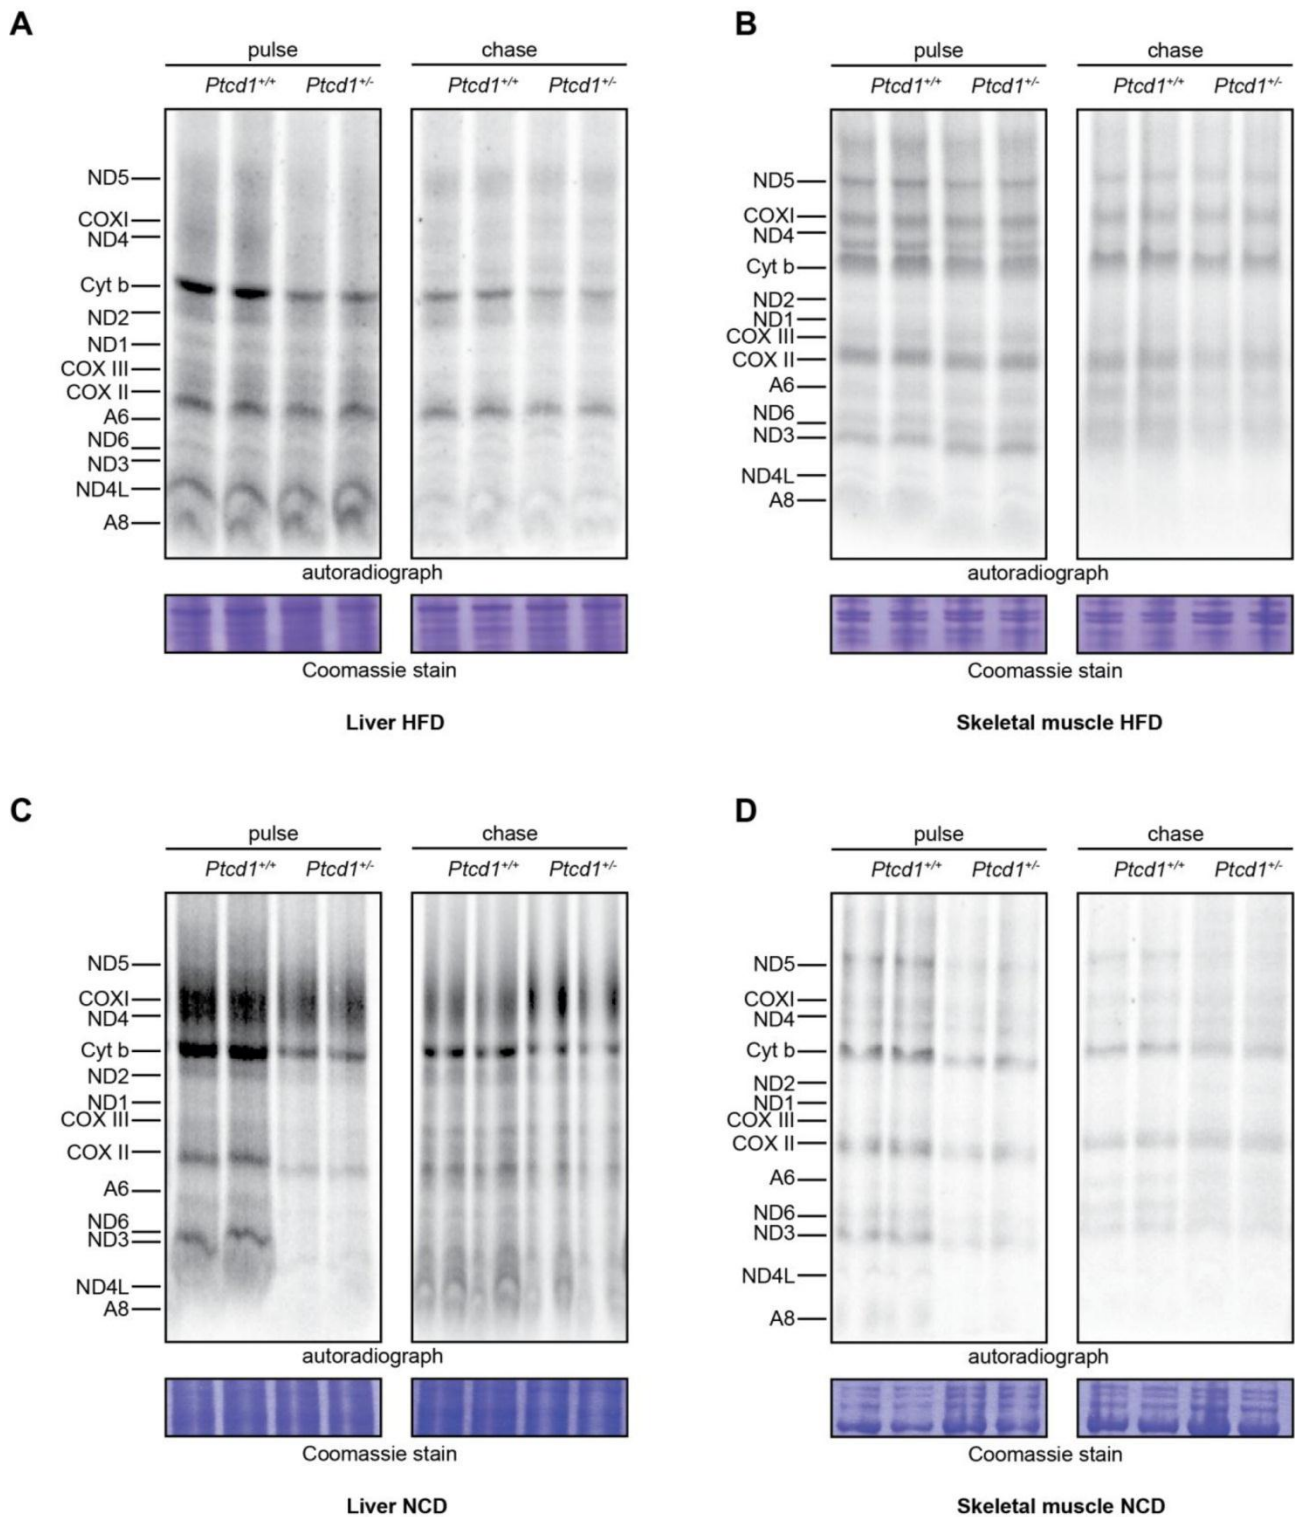 A
pulse
chase
Ptcd1+/+ Ptcd1+/-
Ptcd1+/+ Ptcd1+/-
ND5
COXI
ND4
Cyt b
ND2
ND1
COX III
COX II
A6
ND6
ND3
ND4L
A8
autoradiograph
Coomassie stain
Liver HFD
B
pulse
chase
Ptcd1+/+ Ptcd1+/-
Ptcd1+/+ Ptcd1+/-
ND5
COXI
ND4
Cyt b
ND2
ND1
COX III
COX II
A6
ND6
ND3
ND4L
A8
autoradiograph
Coomassie stain
Skeletal muscle HFD
C
pulse
chase
Ptcd1+/+ Ptcd1+/-
Ptcd1+/+ Ptcd1+/-
ND5
COXI
ND4
Cyt b
ND2
ND1
COX III
COX II
A6
ND6
ND3
ND4L
A8
autoradiograph
Coomassie stain
Liver NCD
D
pulse
chase
Ptcd1+/+ Ptcd1+/-
Ptcd1+/+ Ptcd1+/-
ND5
COXI
ND4
Cyt b
ND2
ND1
COX III
COX II
A6
ND6
ND3
ND4L
A8
autoradiograph
Coomassie stain
Skeletal muscle NCD